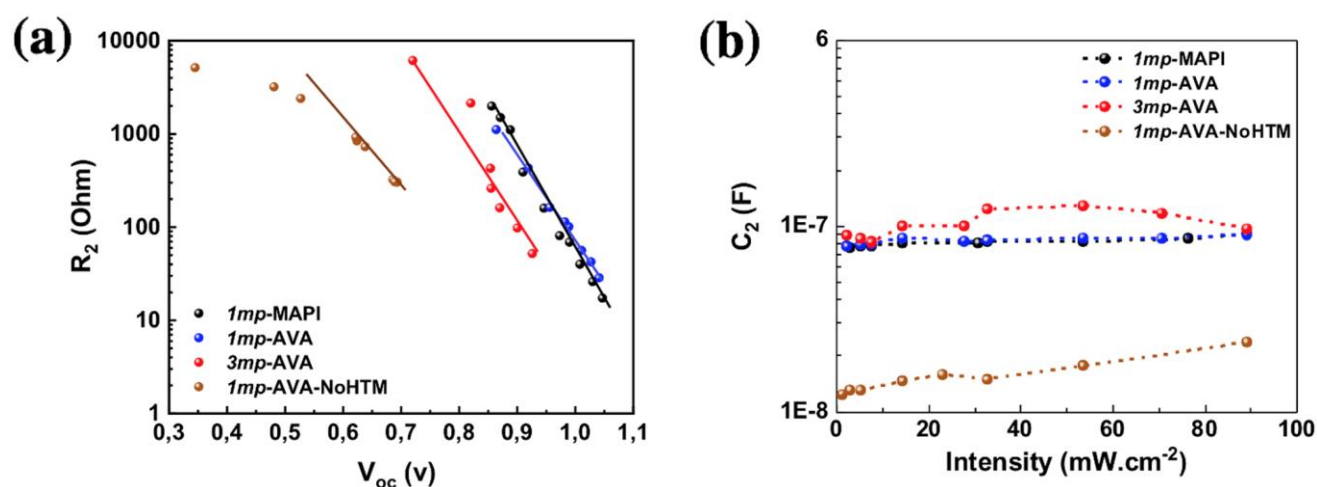 (a)
10000
1000
100
10
1
R2 (Ohm)
1mp-MAPI
1mp-AVA
3mp-AVA
1mp-AVA-NoHTM
0,3 0,4 0,5 0,6 0,7 0,8 0,9 1,0 1,1
Voc (v)
(b)
6
1E-7
1E-8
C2 (F)
1mp-MAPI
1mp-AVA
3mp-AVA
1mp-AVA-NoHTM
0 20 40 60 80 100
Intensity (mW.cm-2)